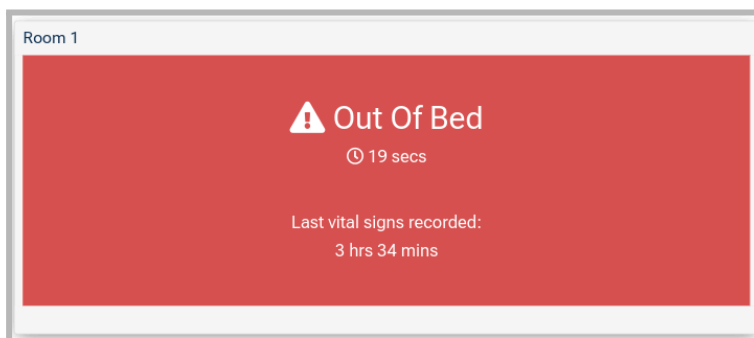 Room 1
Out Of Bed
19 secs
Last vital signs recorded:
3 hrs 34 mins